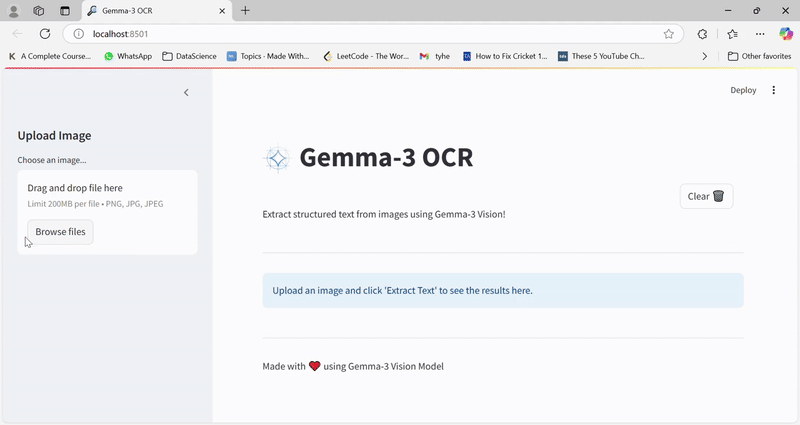 Gemma-3 OCR
localhost:8501
A Complete Course...
WhatsApp
DataScience
Topics · Made With...
LeetCode - The Wor...
tyhe
How to Fix Cricket 1...
These 5 YouTube Ch...
Other favorites
Deploy
Upload Image
Choose an image...
Drag and drop file here
Limit 200MB per file • PNG, JPG, JPEG
Browse files
Gemma-3 OCR
Clear
Extract structured text from images using Gemma-3 Vision!
Upload an image and click 'Extract Text' to see the results here.
Made with ❤️ using Gemma-3 Vision Model